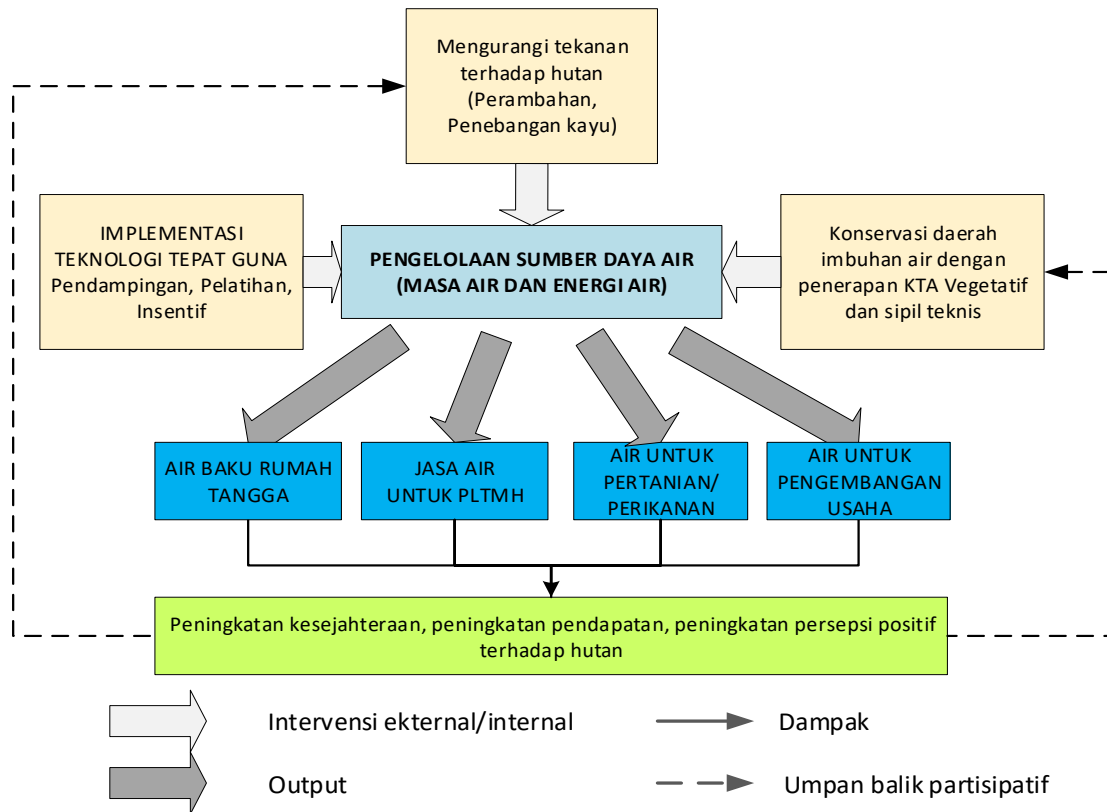 Mengurangi tekanan
terhadap hutan
(Perambahan,
Penebangan kayu)
IMPLEMENTASI
TEKNOLOGI TEPAT GUNA
Pendampingan, Pelatihan,
Insentif
PENGELOLAAN SUMBER DAYA AIR
(MASA AIR DAN ENERGI AIR)
Konservasi daerah
imbuhan air dengan
penerapan KTA Vegetatif
dan sipil teknis
AIR BAKU RUMAH
TANGGA
JASA AIR
UNTUK PLTMH
AIR UNTUK
PERTANIAN/
PERIKANAN
AIR UNTUK
PENGEMBANGAN
USAHA
Peningkatan kesejahteraan, peningkatan pendapatan, peningkatan persepsi positif
terhadap hutan
Intervensi ekternal/internal
Dampak
Output
Umpan balik partisipatif